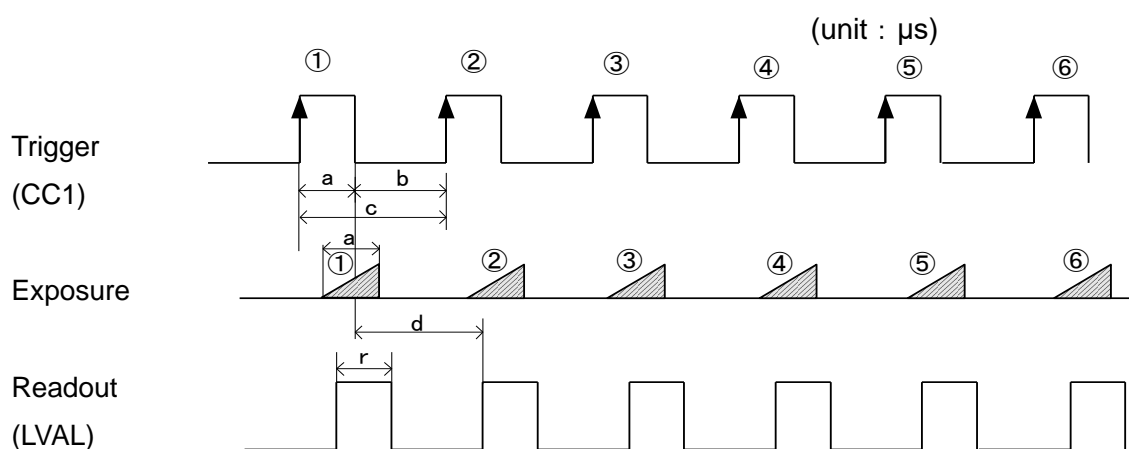 (unit : μs)
① ② ③ ④ ⑤ ⑥
Trigger
(CC1)
a b
c
a
① ② ③ ④ ⑤ ⑥
Exposure
d
r
Readout
(LVAL)